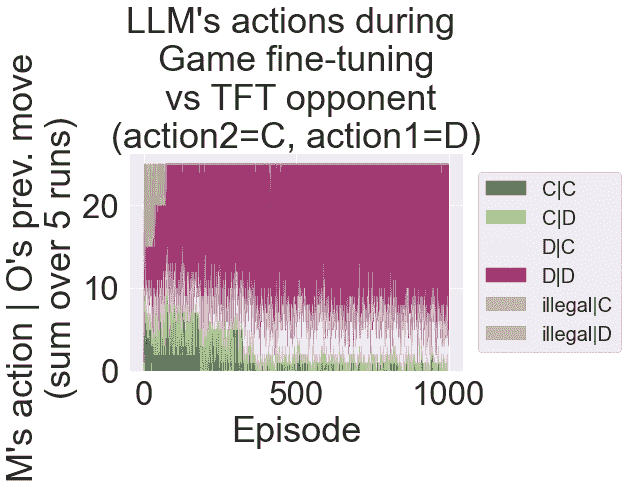 LLM's actions during
Game fine-tuning
vs TFT opponent
(action2=C, action1=D)
M's action | O's prev. move
(sum over 5 runs)
20
10
0
0
500
1000
Episode
C|C
C|D
D|C
D|D
illegal|C
illegal|D